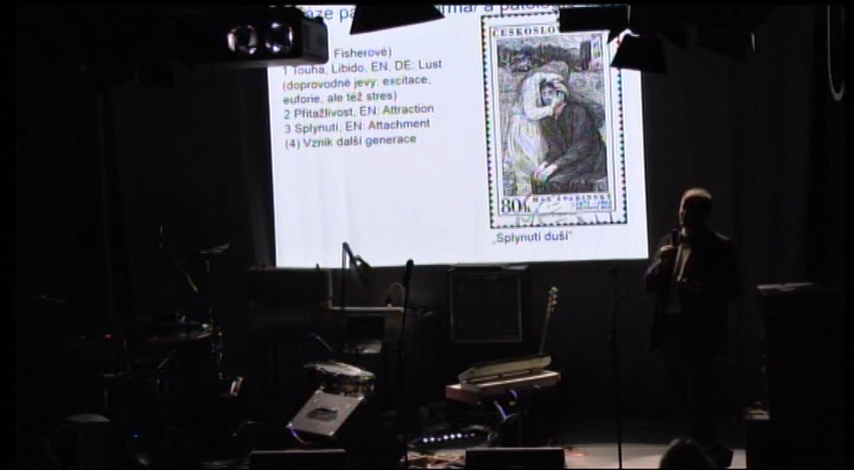 Fisherové)
1 Touha, Libido, EN, DE: Lust
(doprovodné jevy: excitace,
euforie, ale též stres)
2 Přitažlivost, EN: Attraction
3 Splynutí, EN: Attachment
(4) Vznik další generace
ČESKOSLO
80h
„Splynutí duší"